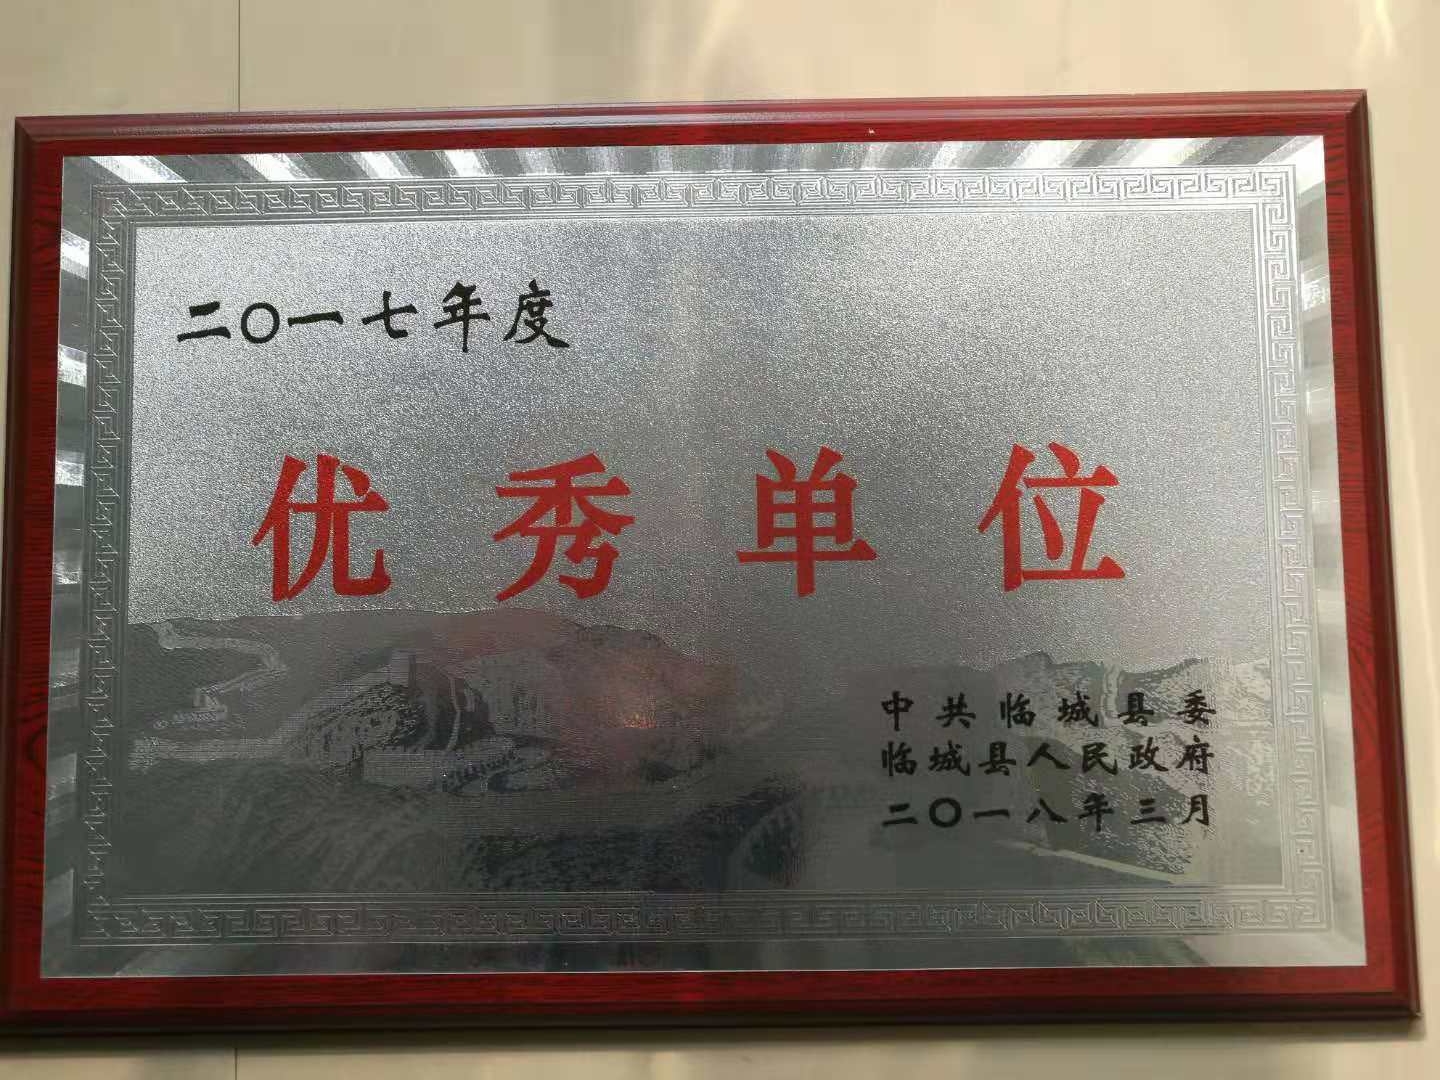 二〇一七年度
优秀单位
中共临城县委
临城县人民政府
二〇一八年三月